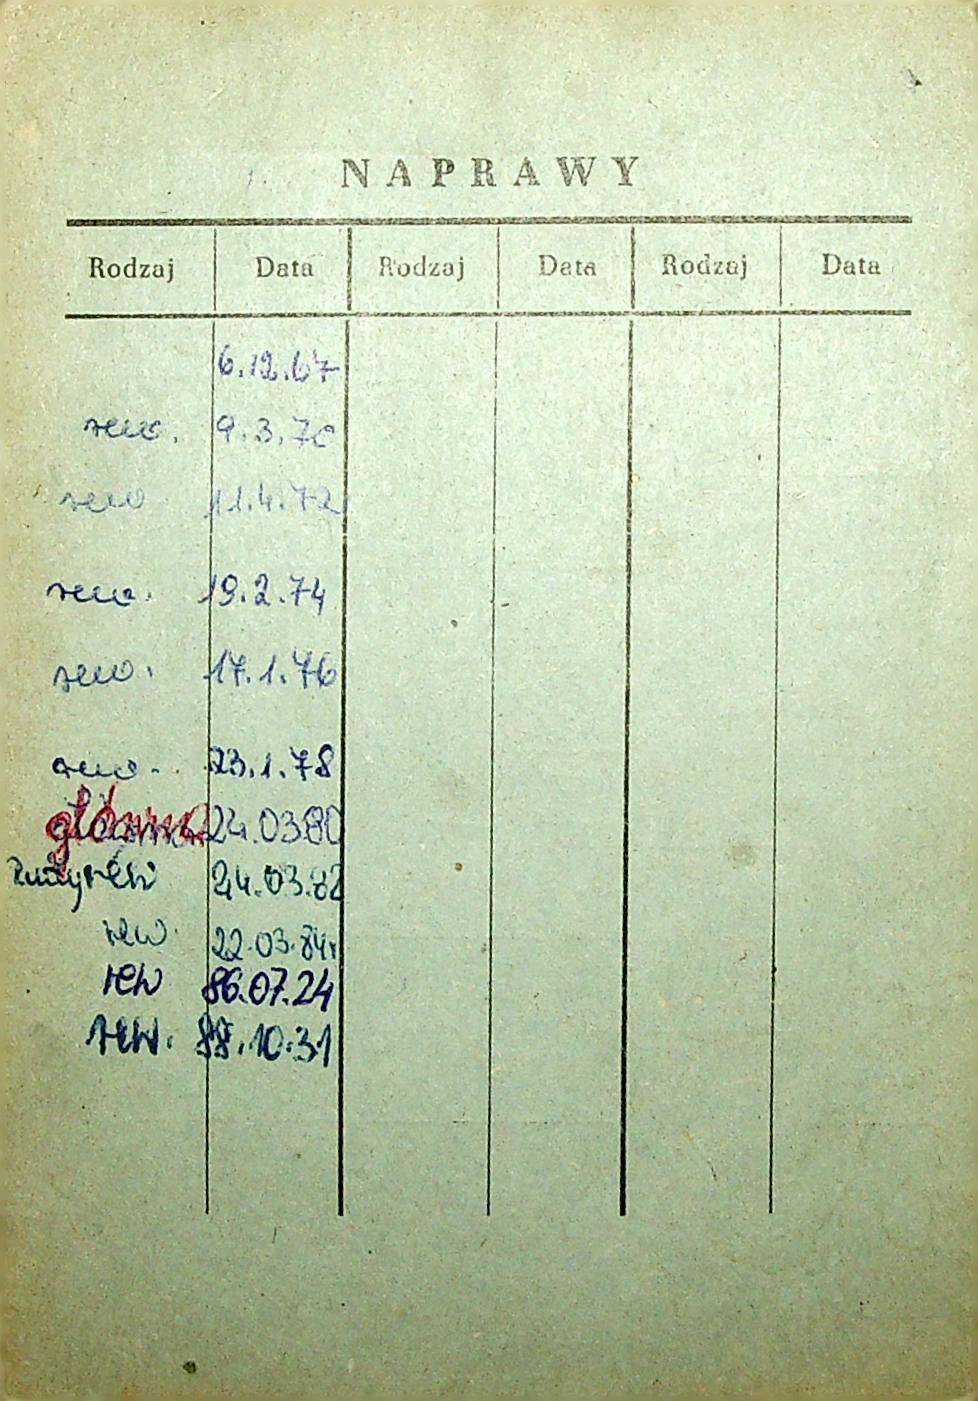 NAPRAWY
Rodzaj Data Rodzaj Data Rodzaj Data
6.12.67
rew. 9.3.70
rew 11.4.72
rew. 19.2.74
rew. 17.1.76
rew. 23.1.78
główna 24.03.80
24.03.82
rew. 22.03.84r
rew 86.07.24
rew. 88.10.31